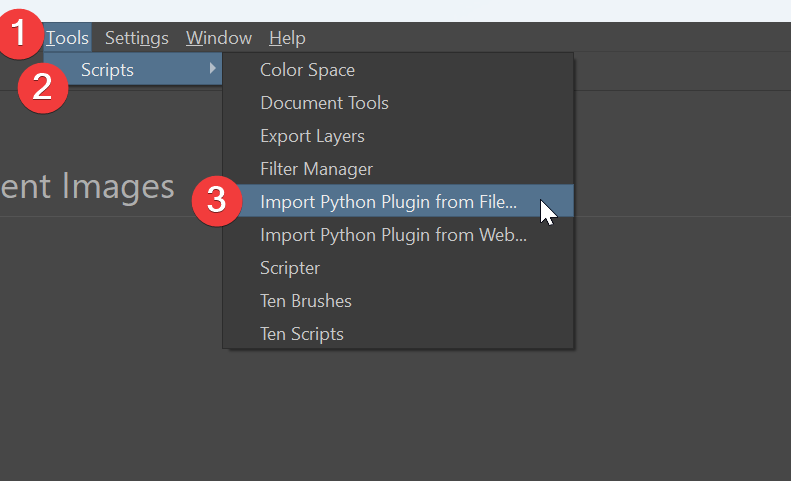 1
Tools Settings Window Help
2
Scripts
Color Space
Document Tools
Export Layers
ent Images
Filter Manager
3
Import Python Plugin from File...
Import Python Plugin from Web...
Scripter
Ten Brushes
Ten Scripts